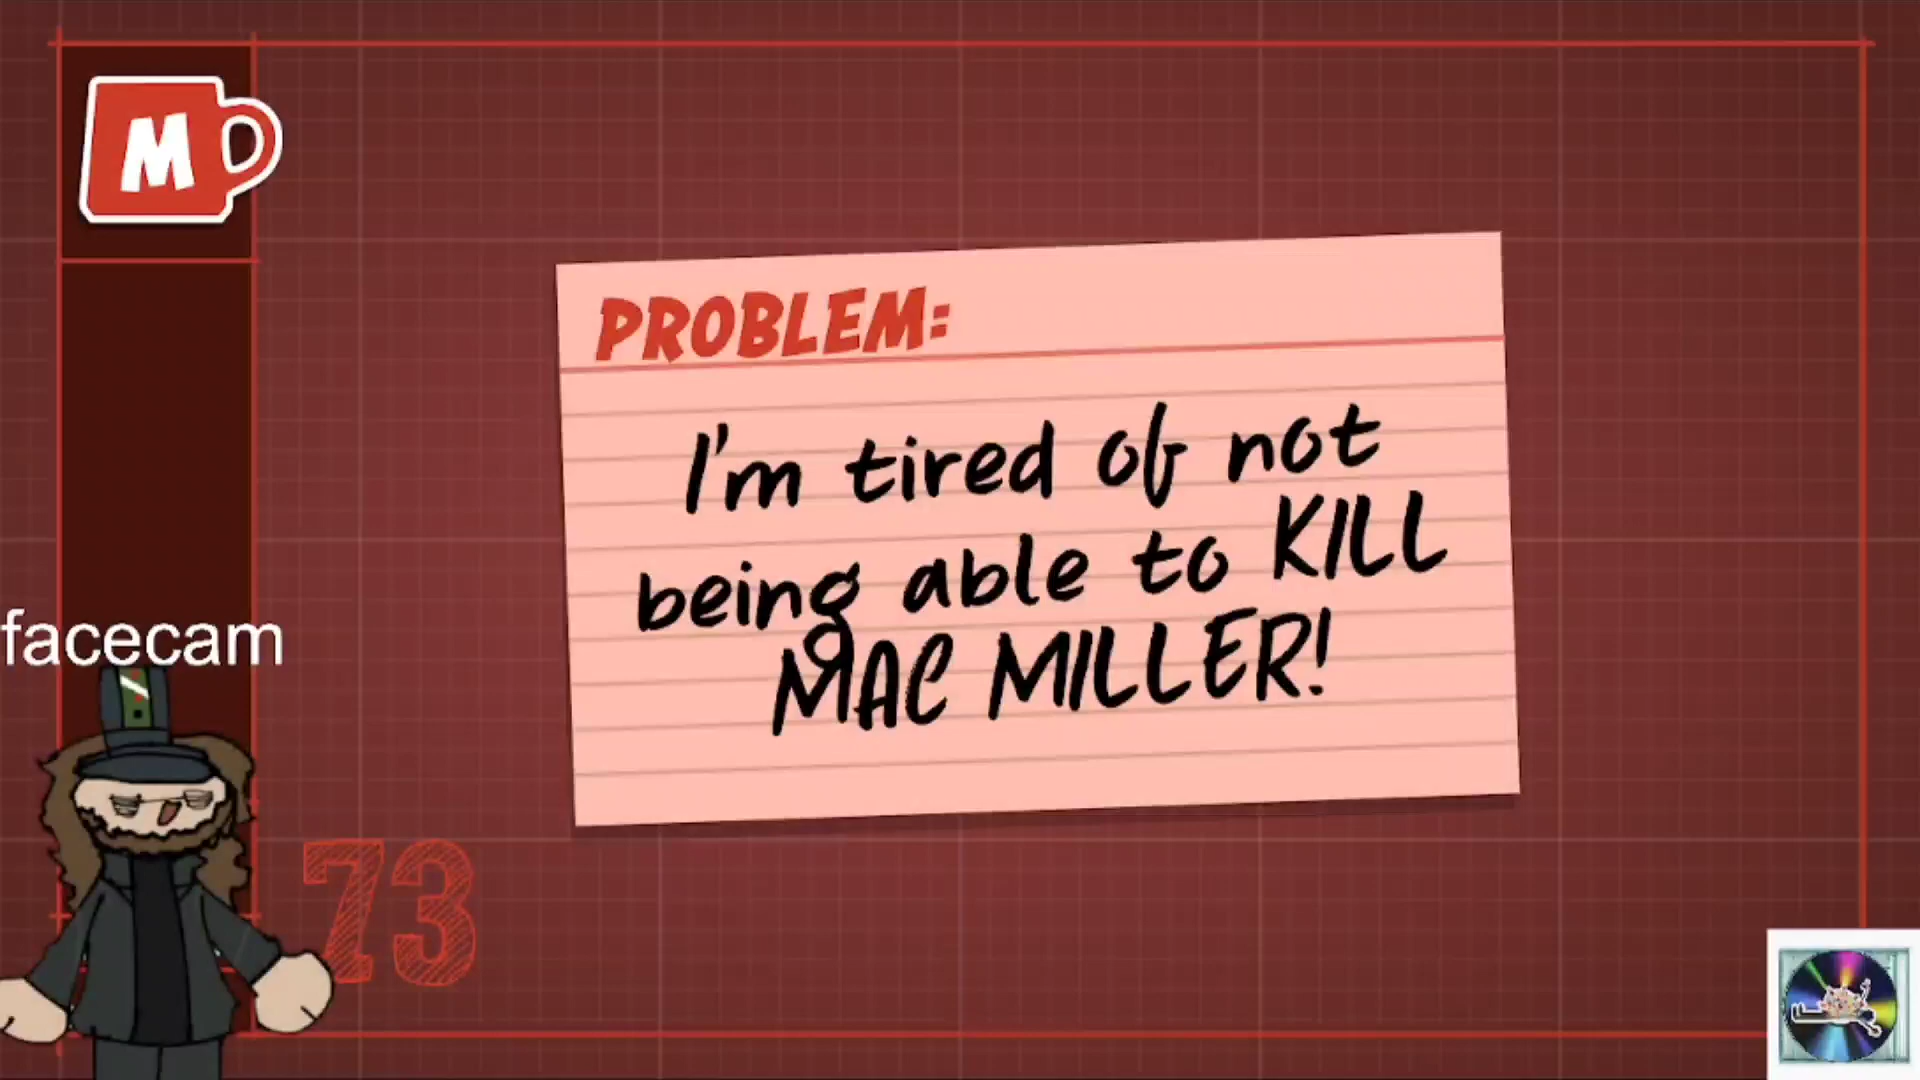 M
PROBLEM:
I'm tired of not
being able to KILL
MAC MILLER!
facecam
73